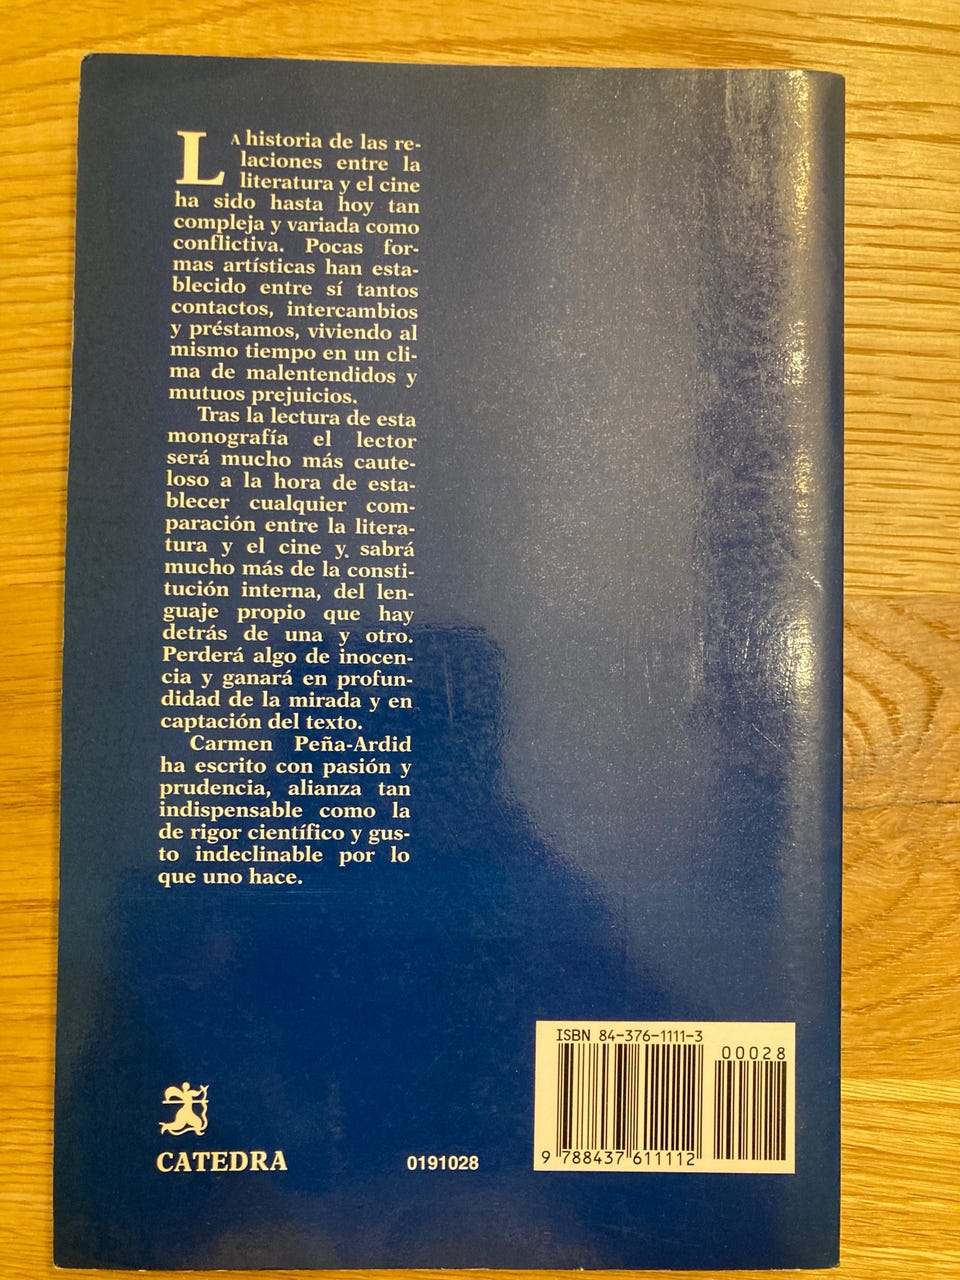 LA historia de las re-
laciones entre la
literatura y el cine
ha sido hasta hoy tan
compleja y variada como
conflictiva. Pocas for-
mas artísticas han esta-
blecido entre sí tantos
contactos, intercambios
y préstamos, viviendo al
mismo tiempo en un cli-
ma de malentendidos y
mutuos prejuicios.
Tras la lectura de esta
monografía el lector
será mucho más caute-
loso a la hora de esta-
blecer cualquier com-
paración entre la litera-
tura y el cine y sabrá
mucho más de la consti-
tución interna, del len-
guaje propio que hay
detrás de una y otro.
Perderá algo de inocen-
cia y ganará en profun-
didad de la mirada y en
captación del texto.
Carmen Peña-Ardid
ha escrito con pasión y
prudencia, alianza tan
indispensable como la
de rigor científico y gus-
to indeclinable por lo
que uno hace.
CATEDRA
0191028
ISBN 84-376-1111-3
00028
9 788437 611112